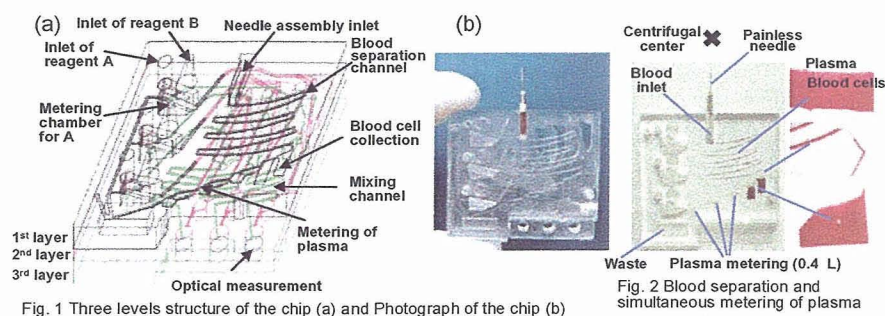 (a)
Inlet of reagent B
Needle assembly inlet
Inlet of
reagent A
Blood
separation
channel
Metering
chamber
for A
Blood cell
collection
Mixing
channel
Metering of
plasma
1st layer
2nd layer
3rd layer
Optical measurement
Fig. 1 Three levels structure of the chip (a) and Photograph of the chip (b)
(b)
Centrifugal
center
Painless
needle
Plasma
Blood cells
Blood
inlet
Waste
Plasma metering (0.4 L)
Fig. 2 Blood separation and
simultaneous metering of plasma